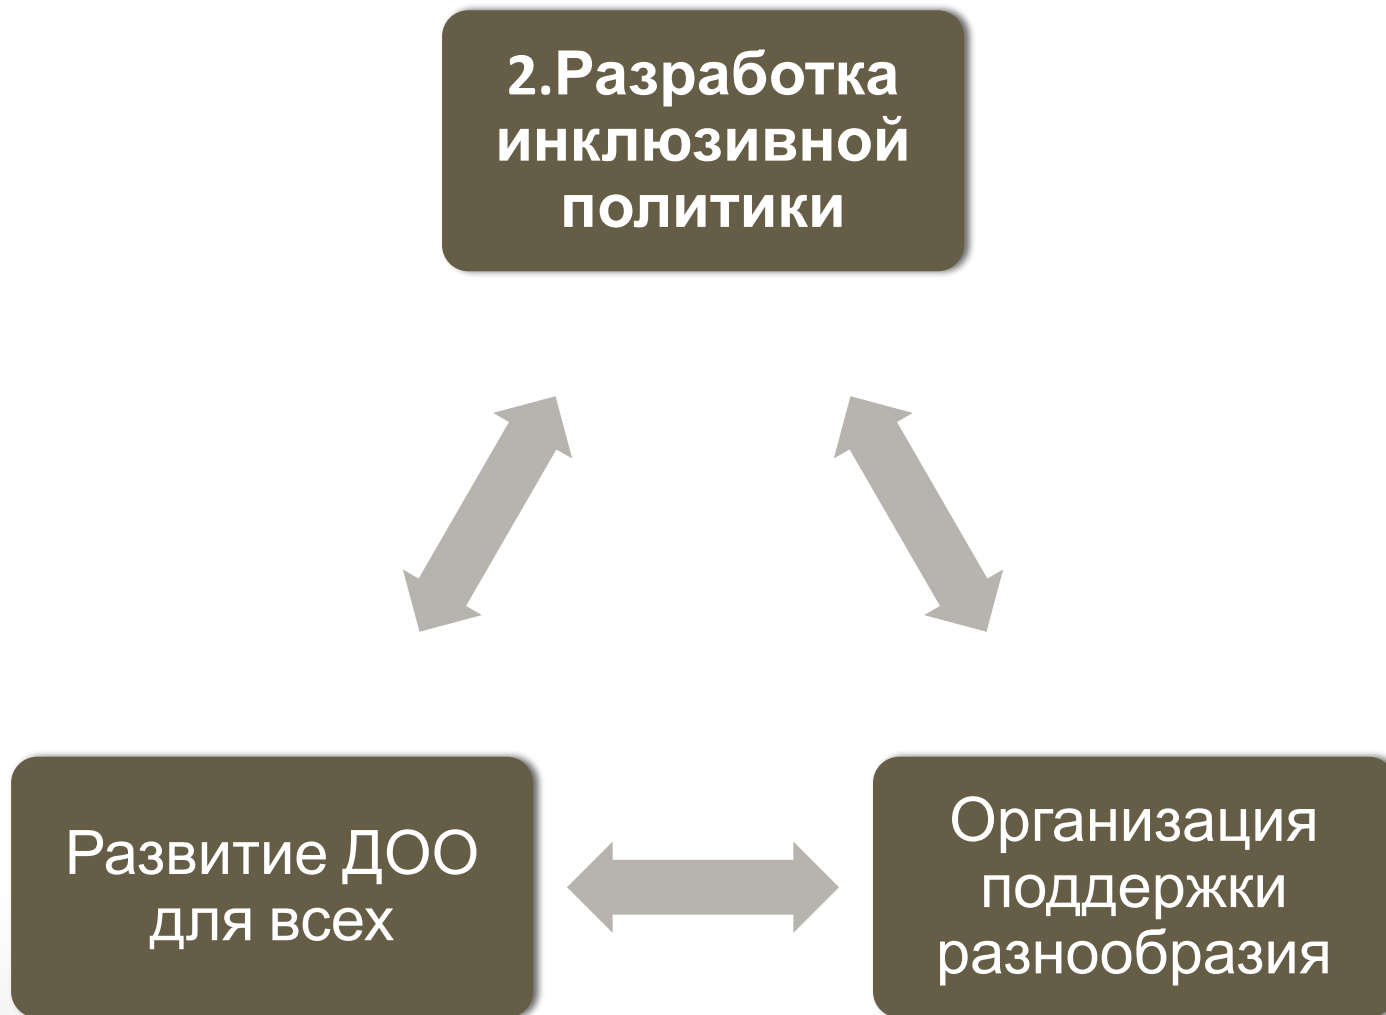 2.Разработка
инклюзивной
политики
Развитие ДОО
для всех
Организация
поддержки
разнообразия